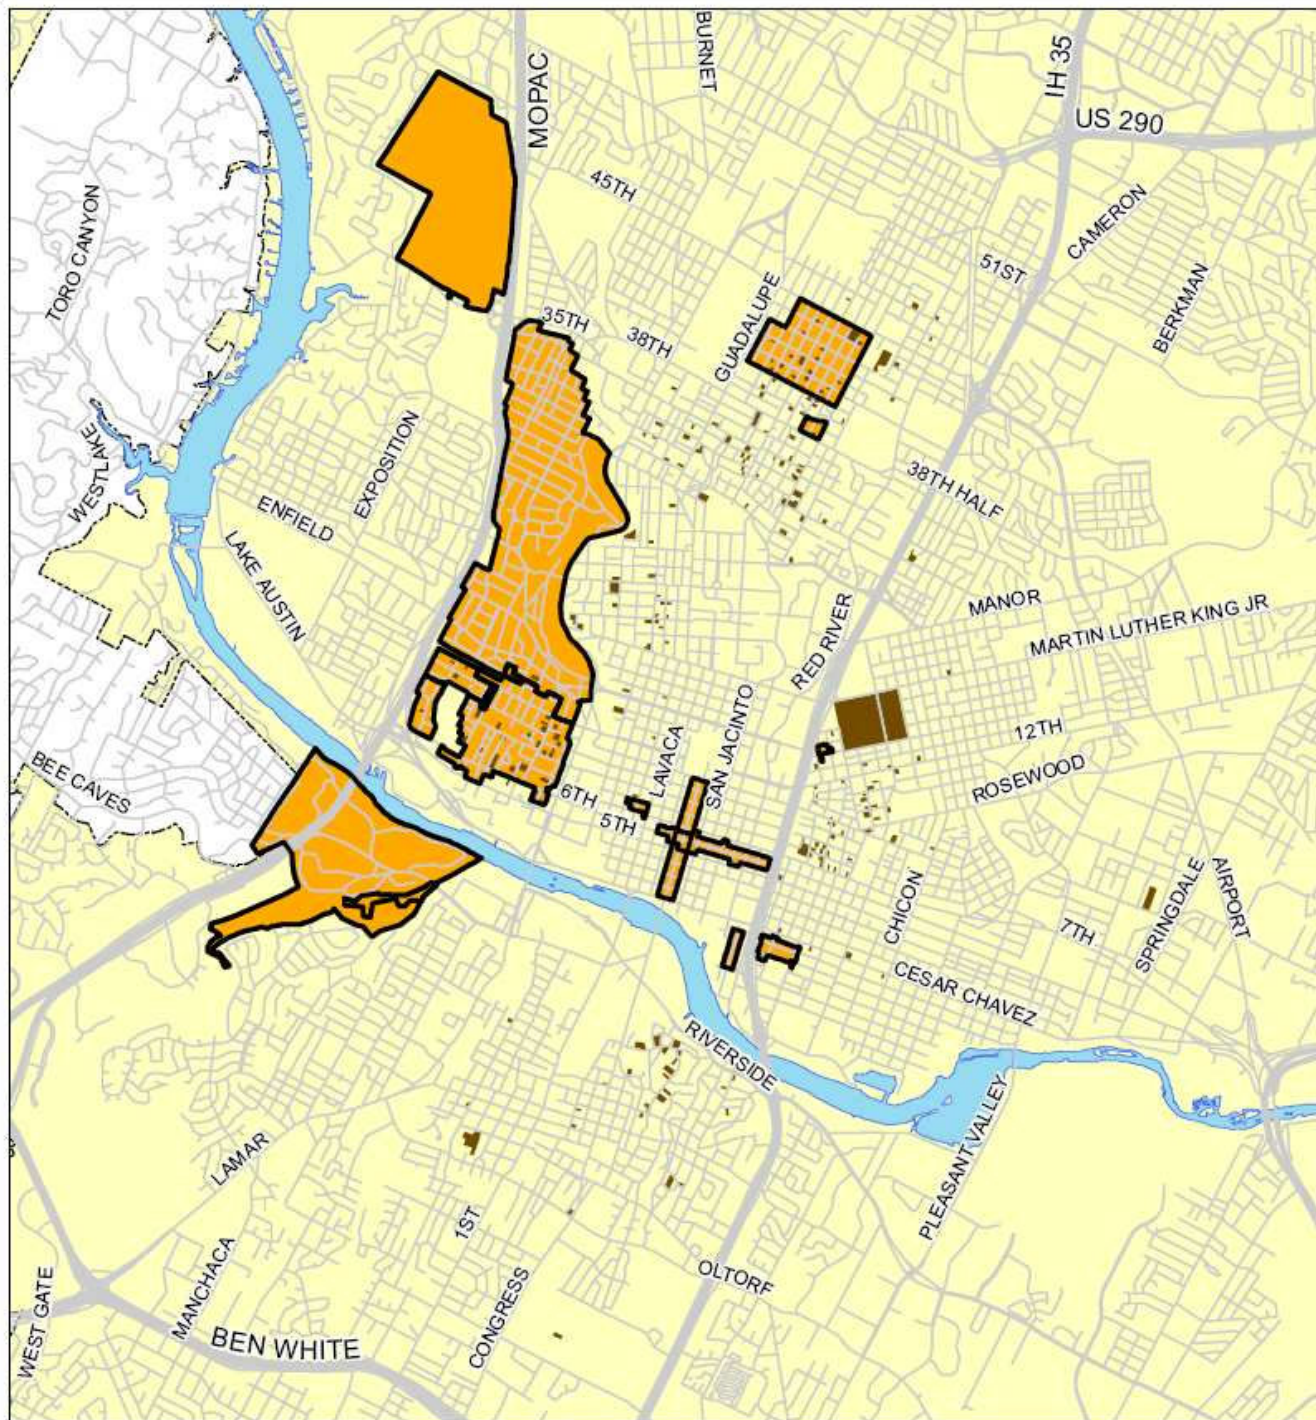 BURNET
MOPAC
IH 35
US 290
45TH
TORO CANYON
CAMERON
51ST
BERKMAN
GUADALUPE
35TH
38TH
WESTLAKE
EXPOSITION
ENFIELD
38TH HALF
LAKE AUSTIN
MANOR
MARTIN LUTHER KING JR
RED RIVER
12TH
SAN JACINTO
LAVACA
ROSEWOOD
BEE CAVES
6TH
5TH
AIRPORT
SPRINGDALE
CHICON
7TH
CESAR CHAVEZ
RIVERSIDE
PLEASANT VALLEY
LAMAR
1ST
OLTORF
MANCHACA
WEST GATE
CONGRESS
BEN WHITE